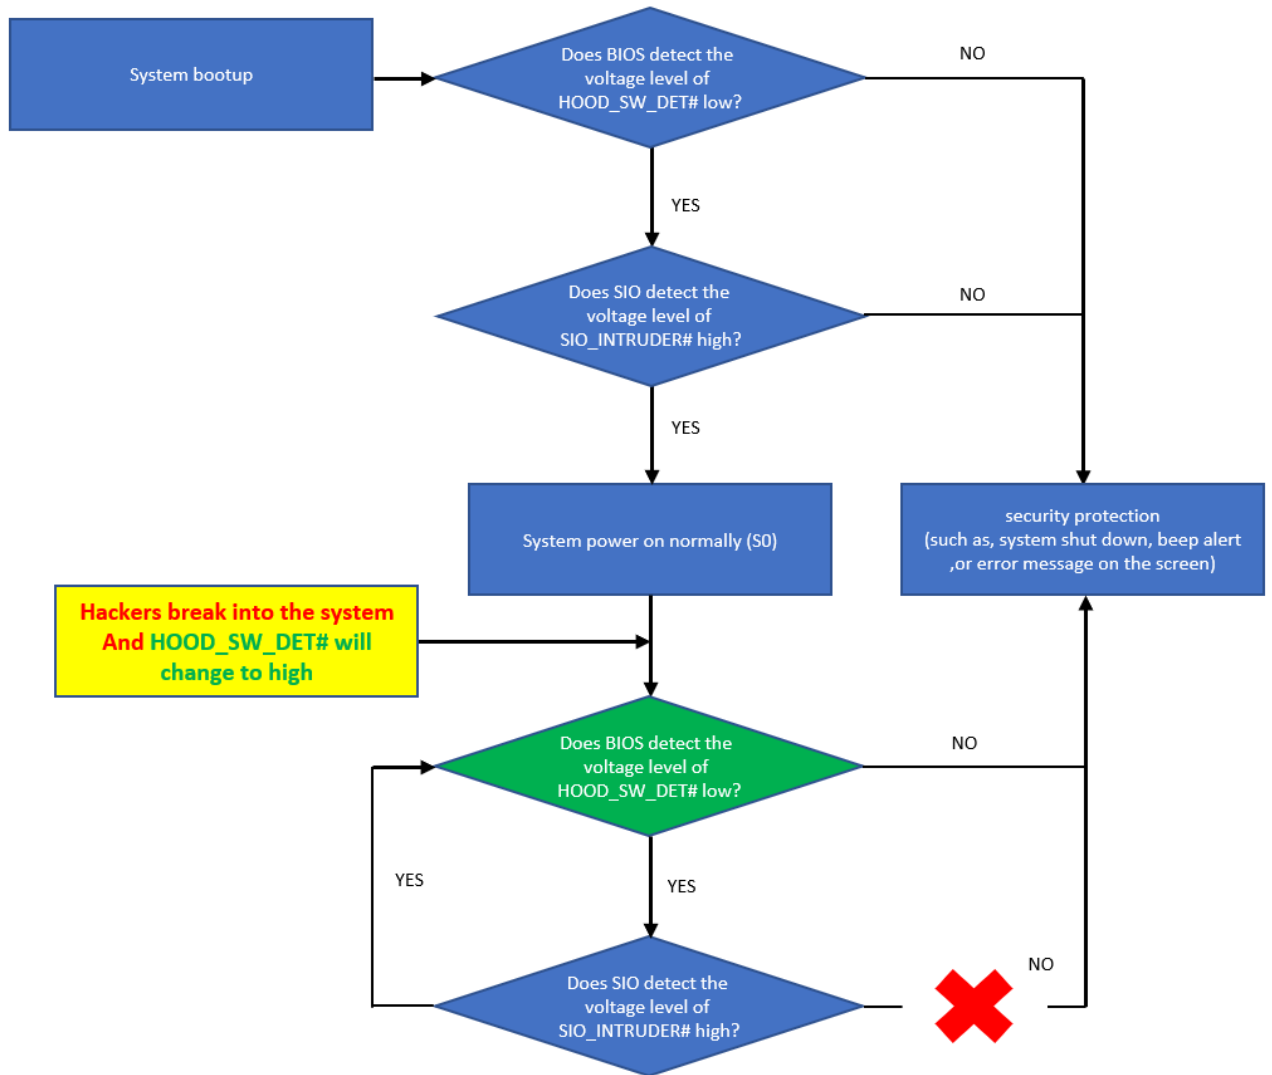 System bootup
Does BIOS detect the
voltage level of
HOOD_SW_DET# low?
NO
YES
Does SIO detect the
voltage level of
SIO_INTRUDER# high?
NO
YES
System power on normally (S0)
security protection
(such as, system shut down, beep alert
,or error message on the screen)
Hackers break into the system
And HOOD_SW_DET# will
change to high
Does BIOS detect the
voltage level of
HOOD_SW_DET# low?
NO
YES
YES
Does SIO detect the
voltage level of
SIO_INTRUDER# high?
NO